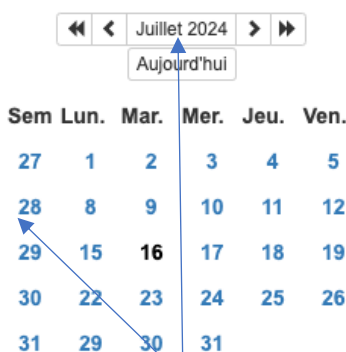 Juillet 2024
Aujourd'hui
Sem Lun. Mar. Mer. Jeu. Ven.
27 1 2 3 4 5
28 8 9 10 11 12
29 15 16 17 18 19
30 22 23 24 25 26
31 29 30 31